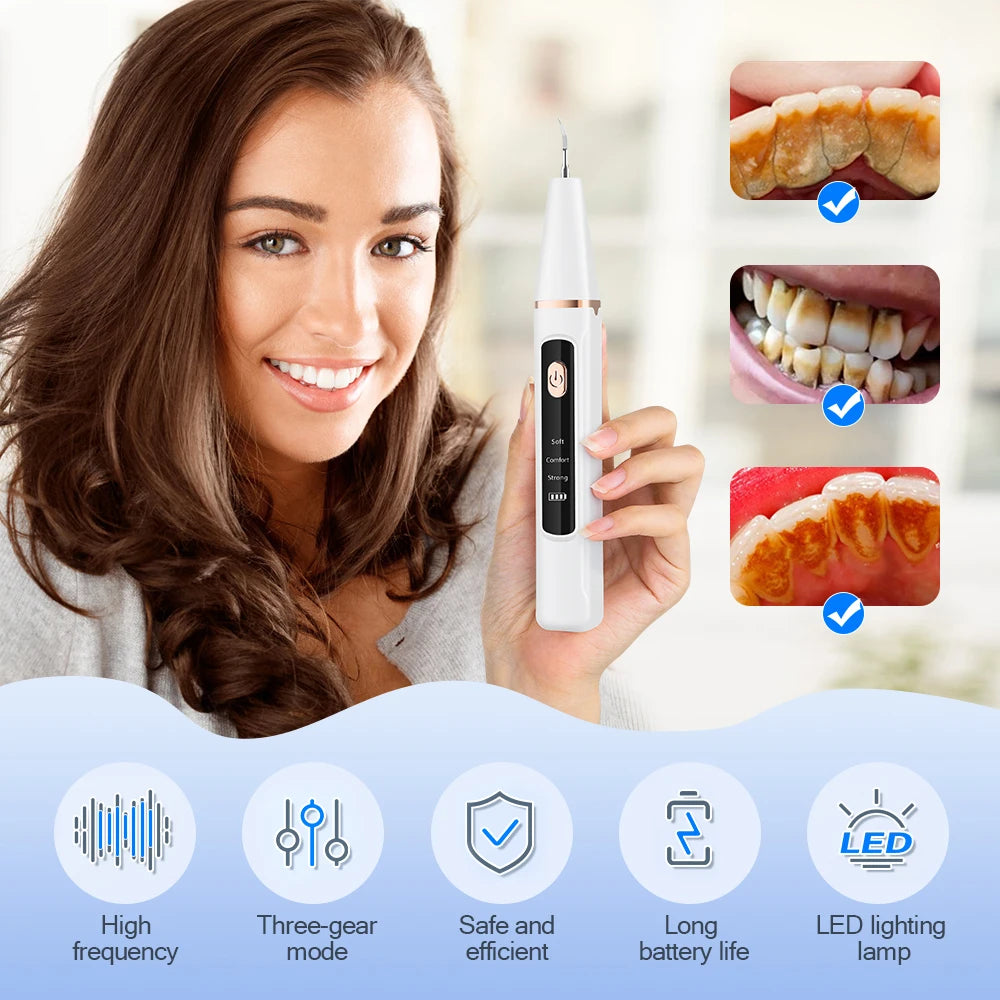 Soft
Comfort
Strong
LED
High
frequency
Three-gear
mode
Safe and
efficient
Long
battery life
LED lighting
lamp